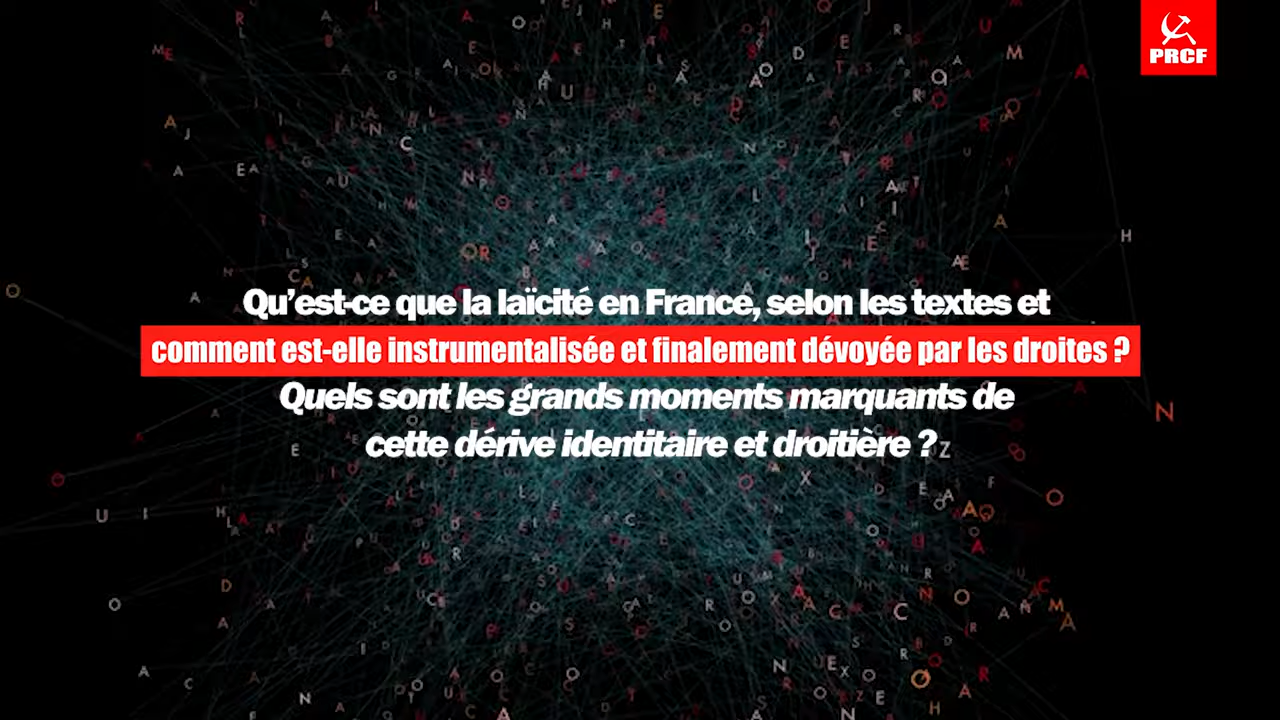 PRCF
Qu'est-ce que la laïcité en France, selon les textes et
comment est-elle instrumentalisée et finalement dévoyée par les droites ?
Quels sont les grands moments marquants de
cette dérive identitaire et droitière ?